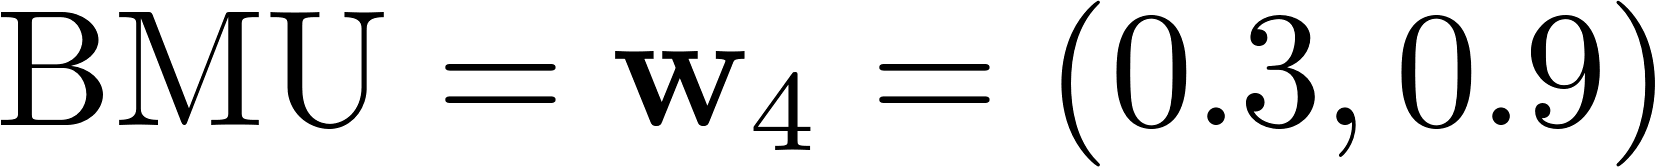 BMU = w₄ = (0.3, 0.9)